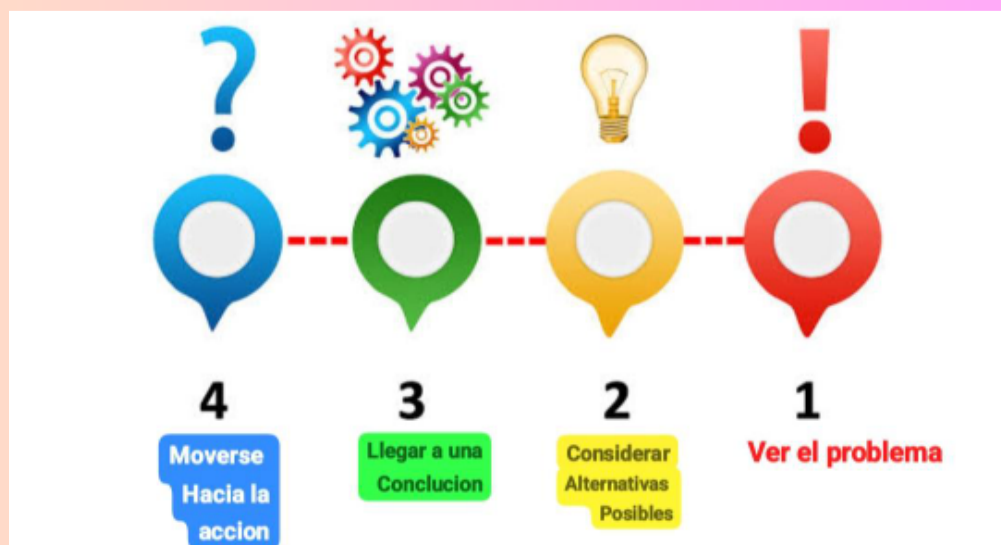 ?
!
4
3
2
1
Moverse
Hacia la
accion
Llegar a una
Conclucion
Considerar
Alternativas
Posibles
Ver el problema